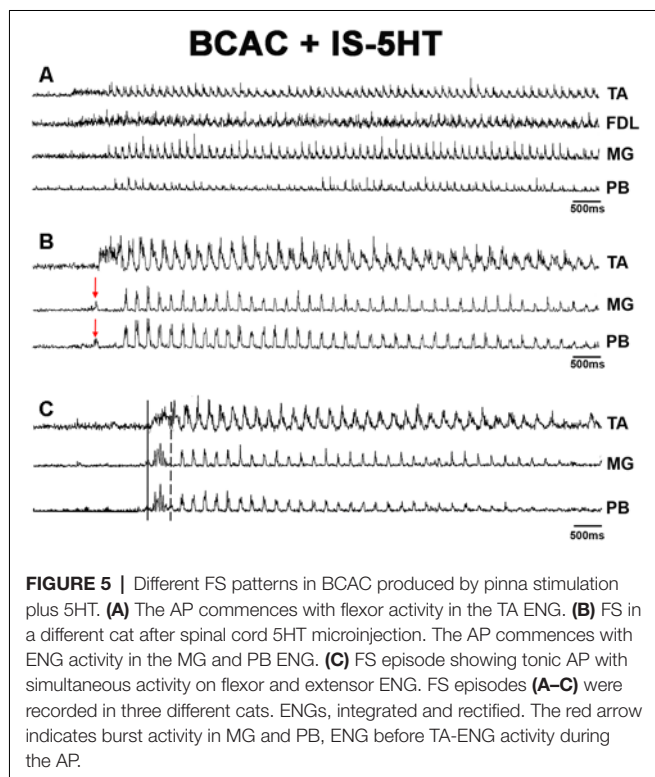 BCAC + IS-5HT
A
TA
FDL
MG
PB
500ms
B
TA
MG
PB
500ms
C
TA
MG
PB
500ms
FIGURE 5 | Different FS patterns in BCAC produced by pinna stimulation
plus 5HT. (A) The AP commences with flexor activity in the TA ENG. (B) FS in
a different cat after spinal cord 5HT microinjection. The AP commences with
ENG activity in the MG and PB ENG. (C) FS episode showing tonic AP with
simultaneous activity on flexor and extensor ENG. FS episodes (A–C) were
recorded in three different cats. ENGs, integrated and rectified. The red arrow
indicates burst activity in MG and PB, ENG before TA-ENG activity during
the AP.